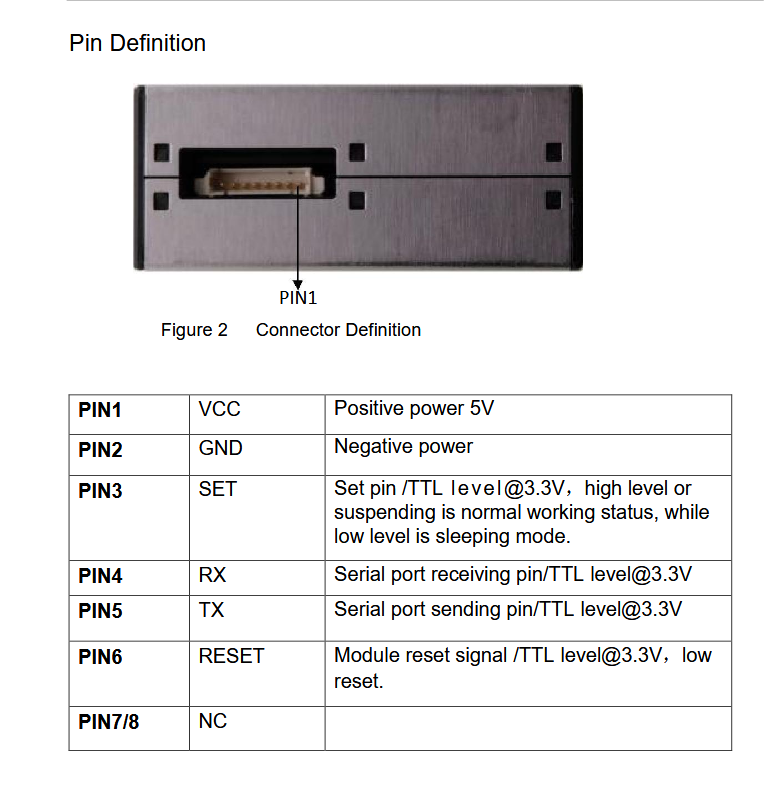 Pin Definition
PIN1
Figure 2 Connector Definition
PIN1 VCC Positive power 5V
PIN2 GND Negative power
PIN3 SET Set pin /TTL level@3.3V，high level or
suspending is normal working status, while
low level is sleeping mode.
PIN4 RX Serial port receiving pin/TTL level@3.3V
PIN5 TX Serial port sending pin/TTL level@3.3V
PIN6 RESET Module reset signal /TTL level@3.3V，low
reset.
PIN7/8 NC